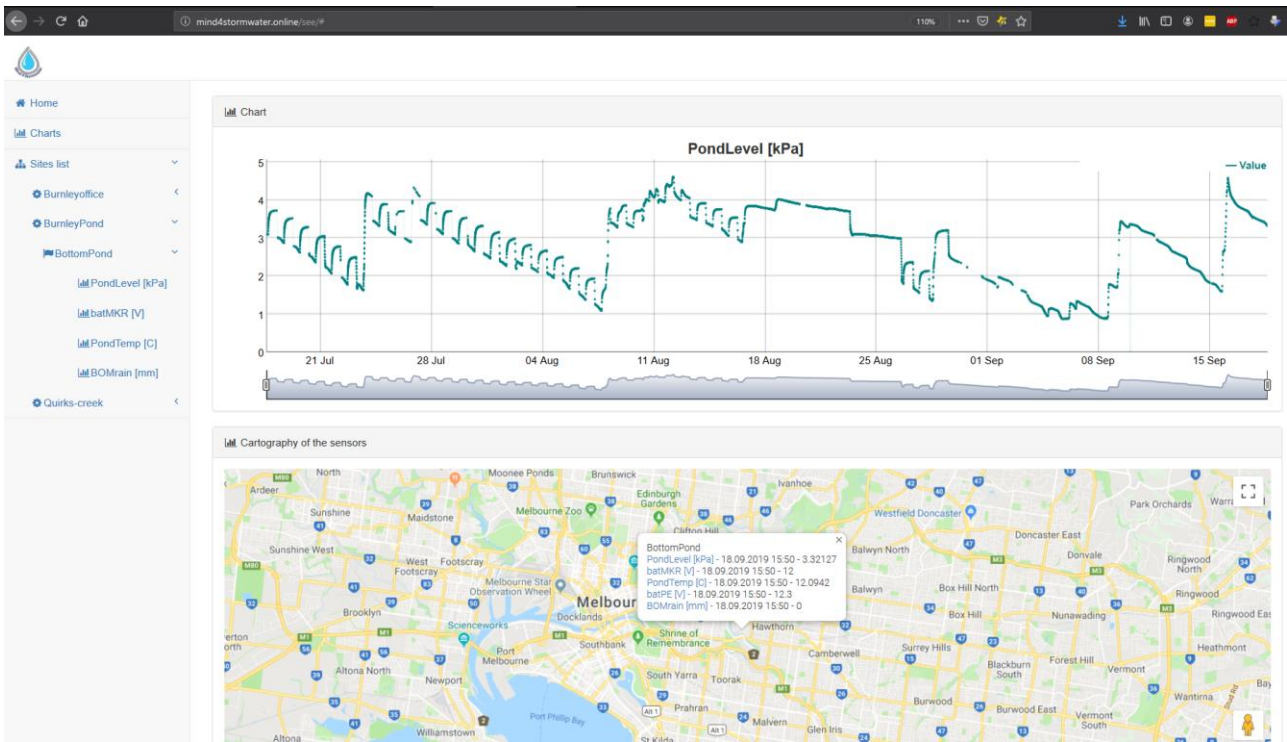 mind4stormwater.online/see/#
110%
Home
Charts
Sites list
Burnleyoffice
BurnleyPond
BottomPond
PondLevel [kPa]
batMKR [V]
PondTemp [C]
BOMrain [mm]
Quirks-creek
Chart
PondLevel [kPa]
Value
5
4
3
2
1
0
21 Jul 28 Jul 04 Aug 11 Aug 18 Aug 25 Aug 01 Sep 08 Sep 15 Sep
Cartography of the sensors
BottomPond
PondLevel [kPa] - 18.09.2019 15:50 - 3.32127
batMKR [V] - 18.09.2019 15:50 - 12
PondTemp [C] - 18.09.2019 15:50 - 12.0942
batPE [V] - 18.09.2019 15:50 - 12.3
BOMrain [mm] - 18.09.2019 15:50 - 0
North
Moonee Ponds
Brunswick
Ardeer
Ivanhoe
Edinburgh
Gardens
Park Orchards
Sunshine
Maidstone
Melbourne Zoo
Westfield Doncaster
Clifton Hill
Doncaster East
Sunshine West
West Footscray
Footscray
Balwyn North
Donvale
Ringwood
North
Melbourne Star
Observation Wheel
Balwyn
Box Hill North
Ringwood
Brooklyn
Docklands
Hawthorn
Box Hill
Nunawading
Scienceworks
Southbank
Shrine of
Remembrance
Camberwell
Surrey Hills
Heathmont
Port
Melbourne
Altona North
Newport
South Yarra
Toorak
Blackburn
South
Forest Hill
Vermont
Prahran
Burwood
Burwood East
Wantirna
Port Phillip Bay
Malvern
Glen Iris
Vermont
South
Altona
Williamstown
St Kilda